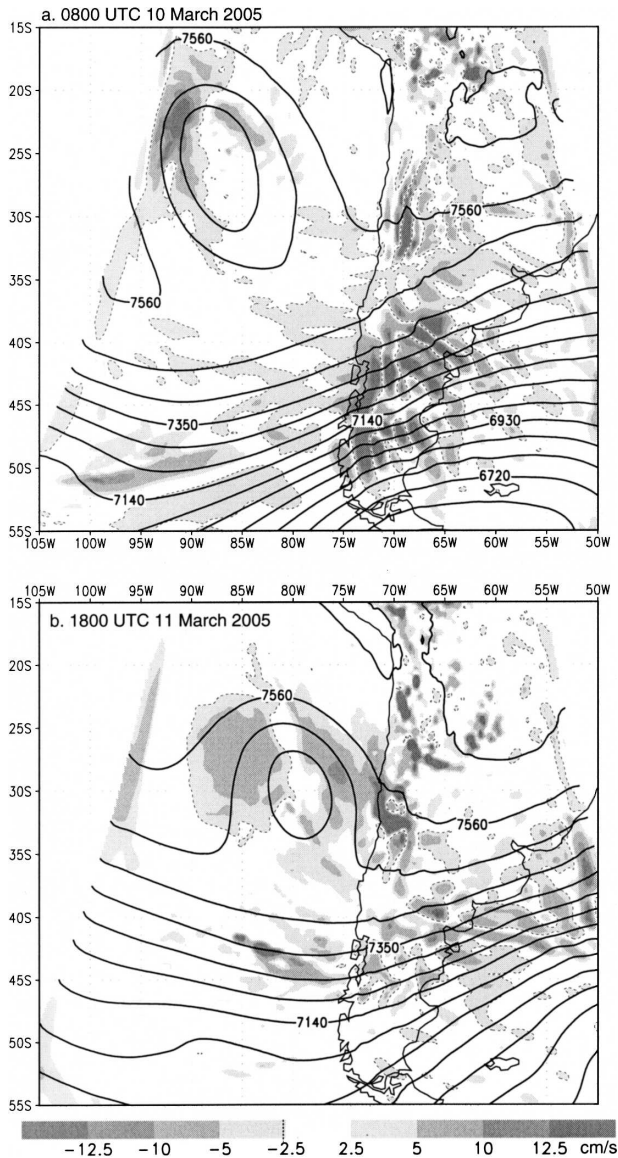 a. 0800 UTC 10 March 2005
15S
7560
20S
25S
30S
7560
35S
7560
40S
45S
7350
7140
6930
50S
7140
6720
55S
105W 100W 95W 90W 85W 80W 75W 70W 65W 60W 55W 50W
105W 100W 95W 90W 85W 80W 75W 70W 65W 60W 55W 50W
15S
b. 1800 UTC 11 March 2005
20S
7560
25S
30S
7560
35S
40S
7350
45S
7140
50S
55S
-12.5 -10 -5 -2.5 2.5 5 10 12.5 cm/s